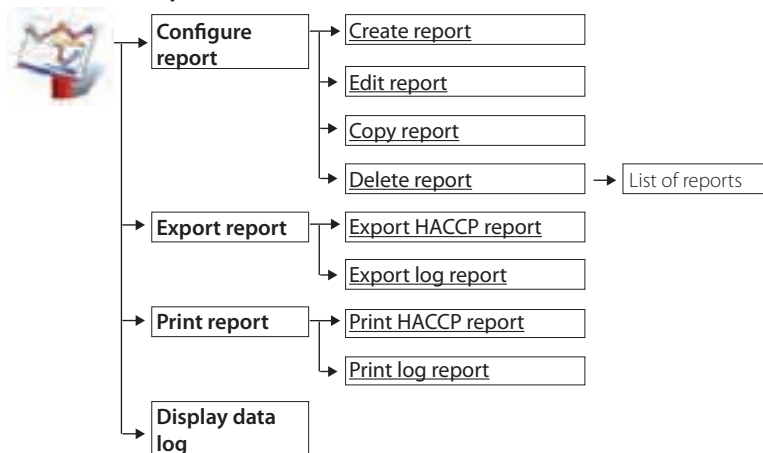 Configure
report
Create report
Edit report
Copy report
Delete report
List of reports
Export report
Export HACCP report
Export log report
Print report
Print HACCP report
Print log report
Display data
log